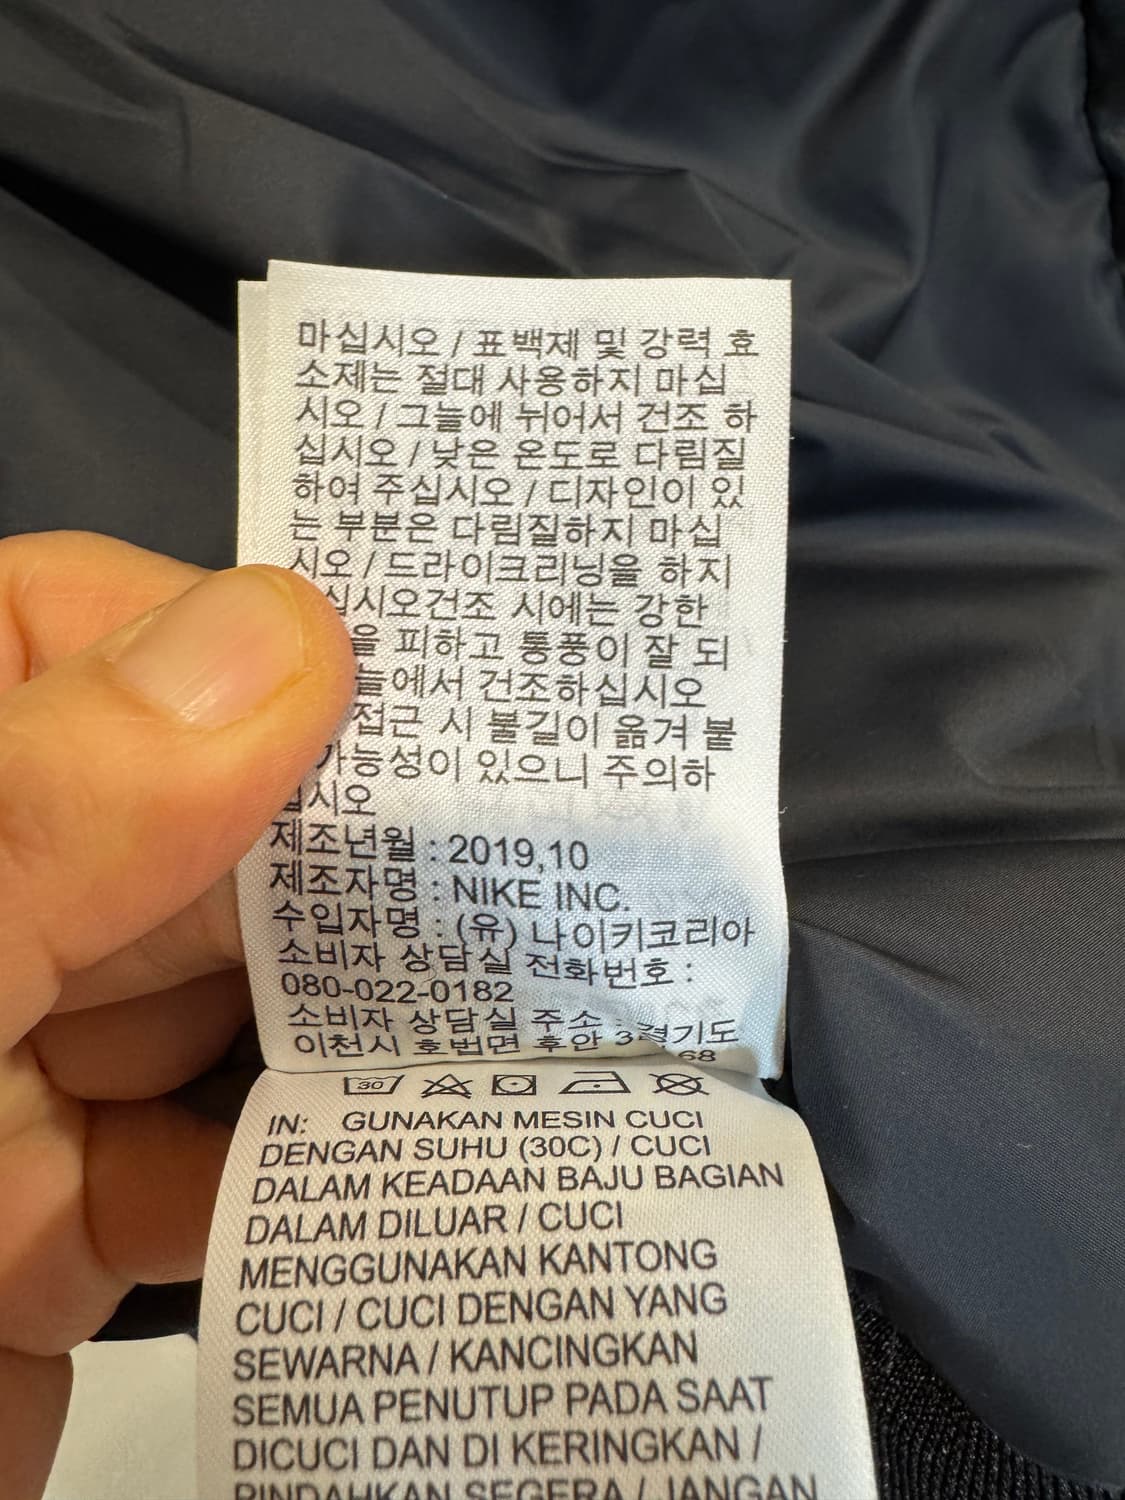 마십시오 / 표백제 및 강력 효
소제는 절대 사용하지 마십
시오 / 그늘에 뉘어서 건조 하
십시오 / 낮은 온도로 다림질
하여 주십시오 / 디자인이 있
는 부분은 다림질하지 마십
시오 / 드라이크리닝을 하지
십시오건조 시에는 강한
을 피하고 통풍이 잘 되
늘에서 건조하십시오
접근 시 불길이 옮겨 붙
가능성이 있으니 주의하
십시오
제조년월 : 2019,10
제조자명 : NIKE INC.
수입자명 : (유) 나이키코리아
소비자 상담실 전화번호 :
080-022-0182
소비자 상담실 주소 : 경기도
이천시 호법면 후안 3 68
30
IN: GUNAKAN MESIN CUCI
DENGAN SUHU (30C) / CUCI
DALAM KEADAAN BAJU BAGIAN
DALAM DILUAR / CUCI
MENGGUNAKAN KANTONG
CUCI / CUCI DENGAN YANG
SEWARNA / KANCINGKAN
SEMUA PENUTUP PADA SAAT
DICUCI DAN DI KERINGKAN /
PINDAHKAN SEGERA / JANGAN